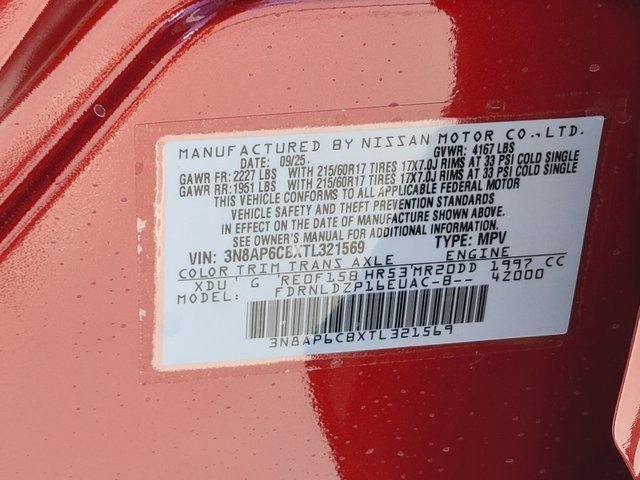 MANUFACTURED BY NISSAN MOTOR CO., LTD.
DATE: 09/25. GVWR: 4167 LBS
GAWR FR: 2227 LBS WITH 215/60R17 TIRES 17X7.0J RIMS AT 33 PSI COLD SINGLE
GAWR RR: 1951 LBS WITH 215/60R17 TIRES 17X7.0J RIMS AT 33 PSI COLD SINGLE
THIS VEHICLE CONFORMS TO ALL APPLICABLE FEDERAL MOTOR
VEHICLE SAFETY AND THEFT PREVENTION STANDARDS
IN EFFECT ON THE DATE OF MANUFACTURE SHOWN ABOVE.
SEE OWNER'S MANUAL FOR ADDITIONAL INFORMATION.
VIN: 3N8AP6CBXTL321569 TYPE: MPV
COLOR TRIM TRANS AXLE ENGINE
XDU G RE0F15B HR53 MR20DD 1997 CC
MODEL: FDRNLDZP16EUAC-B-- 4Z000
3N8AP6CBXTL321569